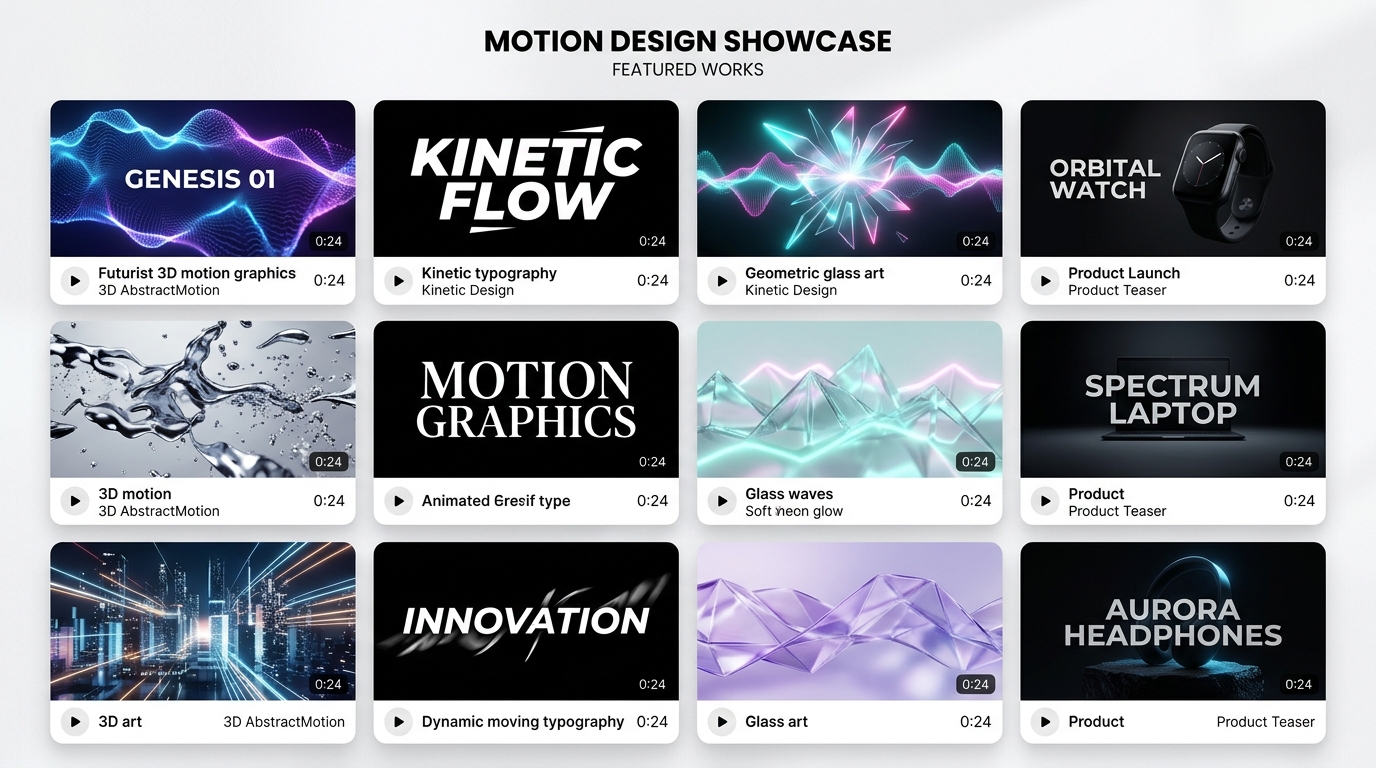 MOTION DESIGN SHOWCASE
FEATURED WORKS
GENESIS 01
0:24
Futurist 3D motion graphics
3D AbstractMotion
0:24
KINETIC
FLOW
0:24
Kinetic typography
Kinetic Design
0:24
0:24
Geometric glass art
Kinetic Design
0:24
ORBITAL
WATCH
0:24
Product Launch
Product Teaser
0:24
0:24
3D motion
3D AbstractMotion
0:24
MOTION
GRAPHICS
0:24
Animated type
0:24
0:24
Glass waves
Soft neon glow
0:24
SPECTRUM
LAPTOP
0:24
Product
Product Teaser
0:24
0:24
3D art
3D AbstractMotion
INNOVATION
0:24
Dynamic moving typography
0:24
0:24
Glass art
0:24
AURORA
HEADPHONES
0:24
Product
Product Teaser